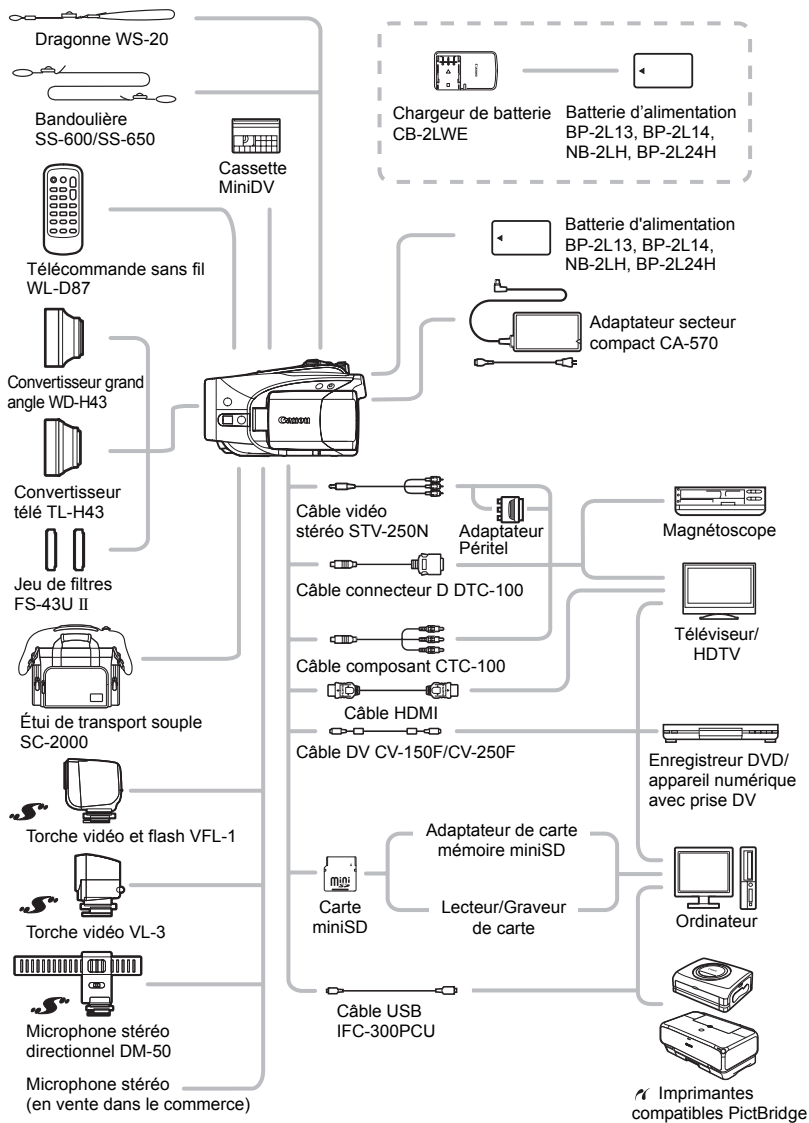 Dragonne WS-20
Bandoulière
SS-600/SS-650
Cassette
MiniDV
Chargeur de batterie
CB-2LWE
Batterie d’alimentation
BP-2L13, BP-2L14,
NB-2LH, BP-2L24H
Télécommande sans fil
WL-D87
Batterie d'alimentation
BP-2L13, BP-2L14,
NB-2LH, BP-2L24H
Adaptateur secteur
compact CA-570
Convertisseur grand
angle WD-H43
Canon
Convertisseur
télé TL-H43
Jeu de filtres
FS-43U II
Étui de transport souple
SC-2000
Torche vidéo et flash VFL-1
Torche vidéo VL-3
Microphone stéréo
directionnel DM-50
Microphone stéréo
(en vente dans le commerce)
Câble vidéo
stéréo STV-250N
Adaptateur
Péritel
Magnétoscope
Câble connecteur D DTC-100
Téléviseur/
HDTV
Câble composant CTC-100
Câble HDMI
Câble DV CV-150F/CV-250F
Enregistreur DVD/
appareil numérique
avec prise DV
mini
Carte
miniSD
Adaptateur de carte
mémoire miniSD
Lecteur/Graveur
de carte
Ordinateur
Câble USB
IFC-300PCU
Imprimantes
compatibles PictBridge